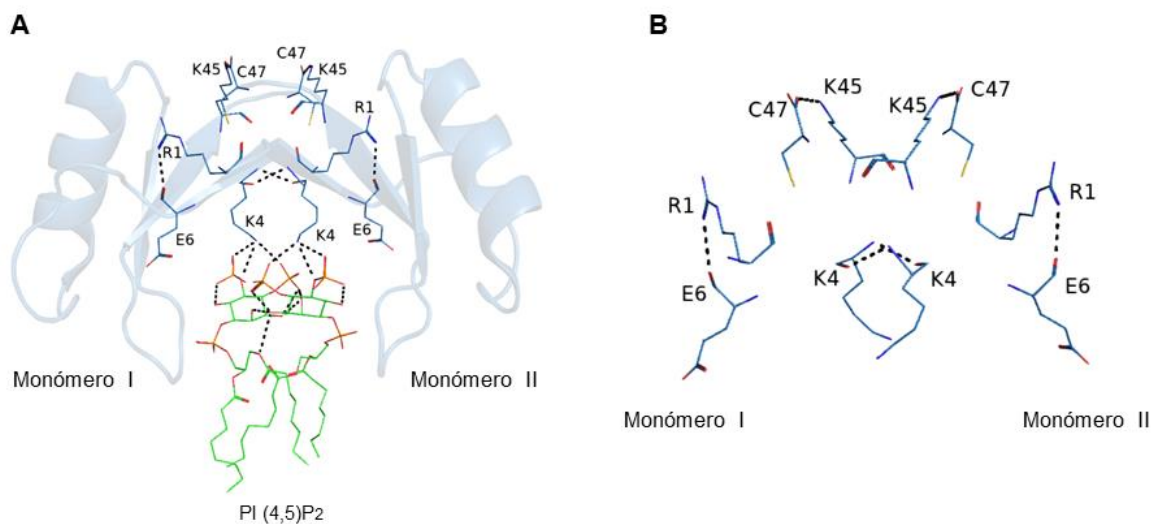 A
C47
K45 C47 K45
R1
R1
K4 K4
E6 E6
Monómero I Monómero II
PI (4,5)P2
B
C47 K45 K45 C47
R1 R1
K4 K4
E6 E6
Monómero I Monómero II